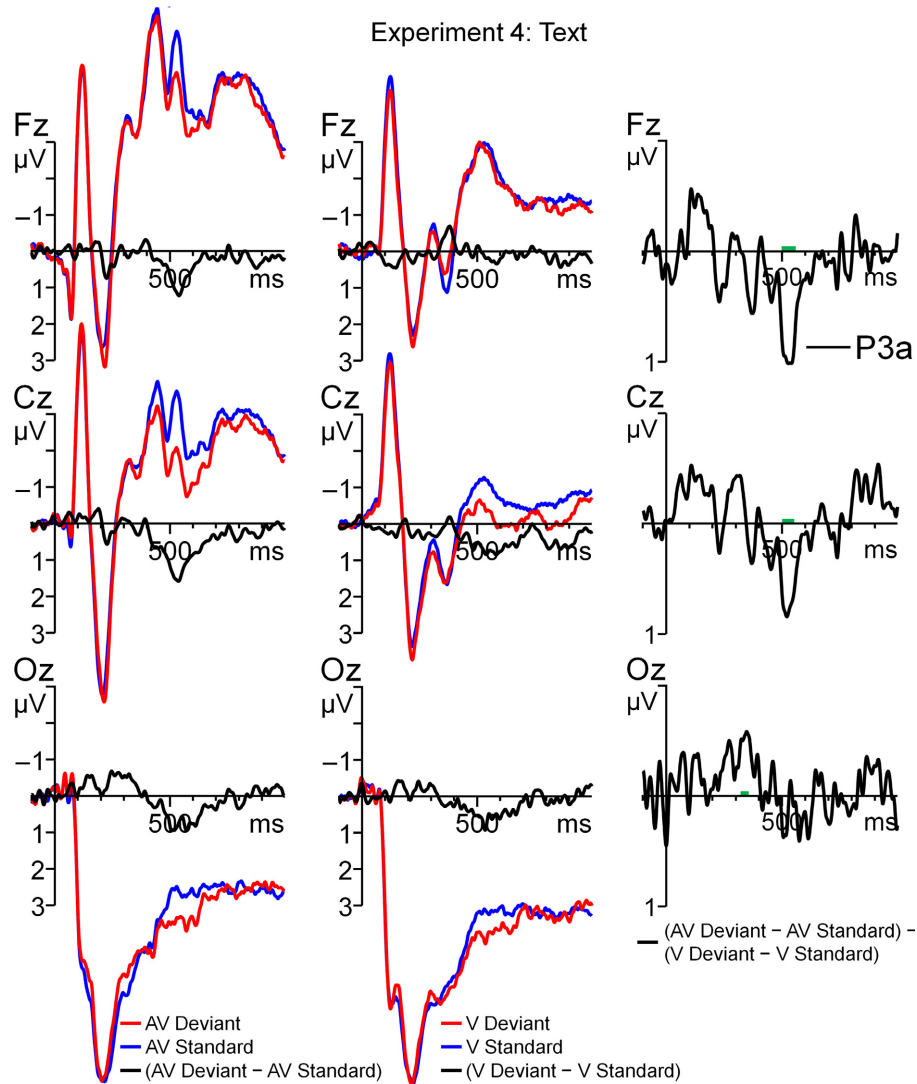 Experiment 4: Text
Fz
µV
–1
1
2
3
500
ms
Fz
µV
–1
1
2
3
500
ms
Fz
µV
1
500
P3a
Cz
µV
–1
1
2
3
500
ms
Cz
µV
–1
1
2
3
500
ms
Cz
µV
1
500
Oz
µV
–1
1
2
3
500
ms
Oz
µV
–1
1
2
3
500
ms
Oz
µV
1
500
AV Deviant
AV Standard
(AV Deviant − AV Standard)
V Deviant
V Standard
(V Deviant − V Standard)
(AV Deviant − AV Standard) −
(V Deviant − V Standard)